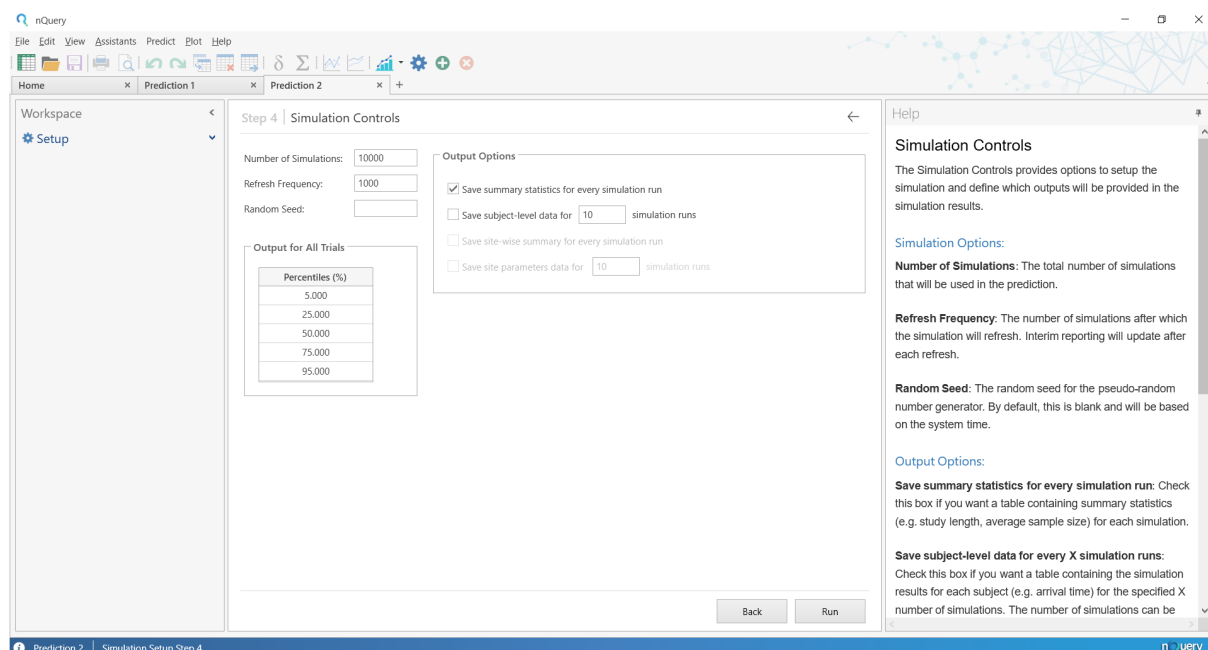 nQuery
File Edit View Assistants Predict Plot Help
Home × Prediction 1 × Prediction 2 × +
Workspace
Setup
Step 4 | Simulation Controls
Number of Simulations: 10000
Refresh Frequency: 1000
Random Seed:
Output for All Trials
Percentiles (%)
5.000
25.000
50.000
75.000
95.000
Output Options
Save summary statistics for every simulation run
Save subject-level data for 10 simulation runs
Save site-wise summary for every simulation run
Save site parameters data for 10 simulation runs
Back Run
Help
Simulation Controls
The Simulation Controls provides options to setup the
simulation and define which outputs will be provided in the
simulation results.
Simulation Options:
Number of Simulations: The total number of simulations
that will be used in the prediction.
Refresh Frequency: The number of simulations after which
the simulation will refresh. Interim reporting will update after
each refresh.
Random Seed: The random seed for the pseudo-random
number generator. By default, this is blank and will be based
on the system time.
Output Options:
Save summary statistics for every simulation run: Check
this box if you want a table containing summary statistics
(e.g. study length, average sample size) for each simulation.
Save subject-level data for every X simulation runs:
Check this box if you want a table containing the simulation
results for each subject (e.g. arrival time) for the specified X
number of simulations. The number of simulations can be
Prediction 2 | Simulation Setup Step 4
nQuery